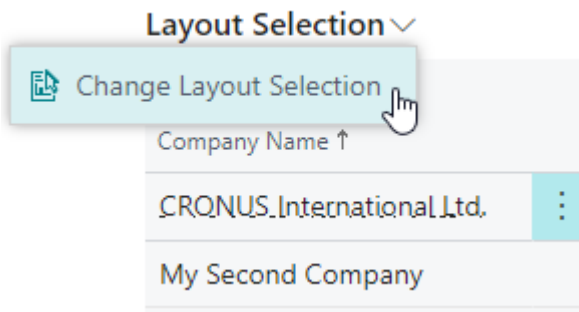 Layout Selection
Change Layout Selection
Company Name ↑
CRONUS International Ltd.
My Second Company